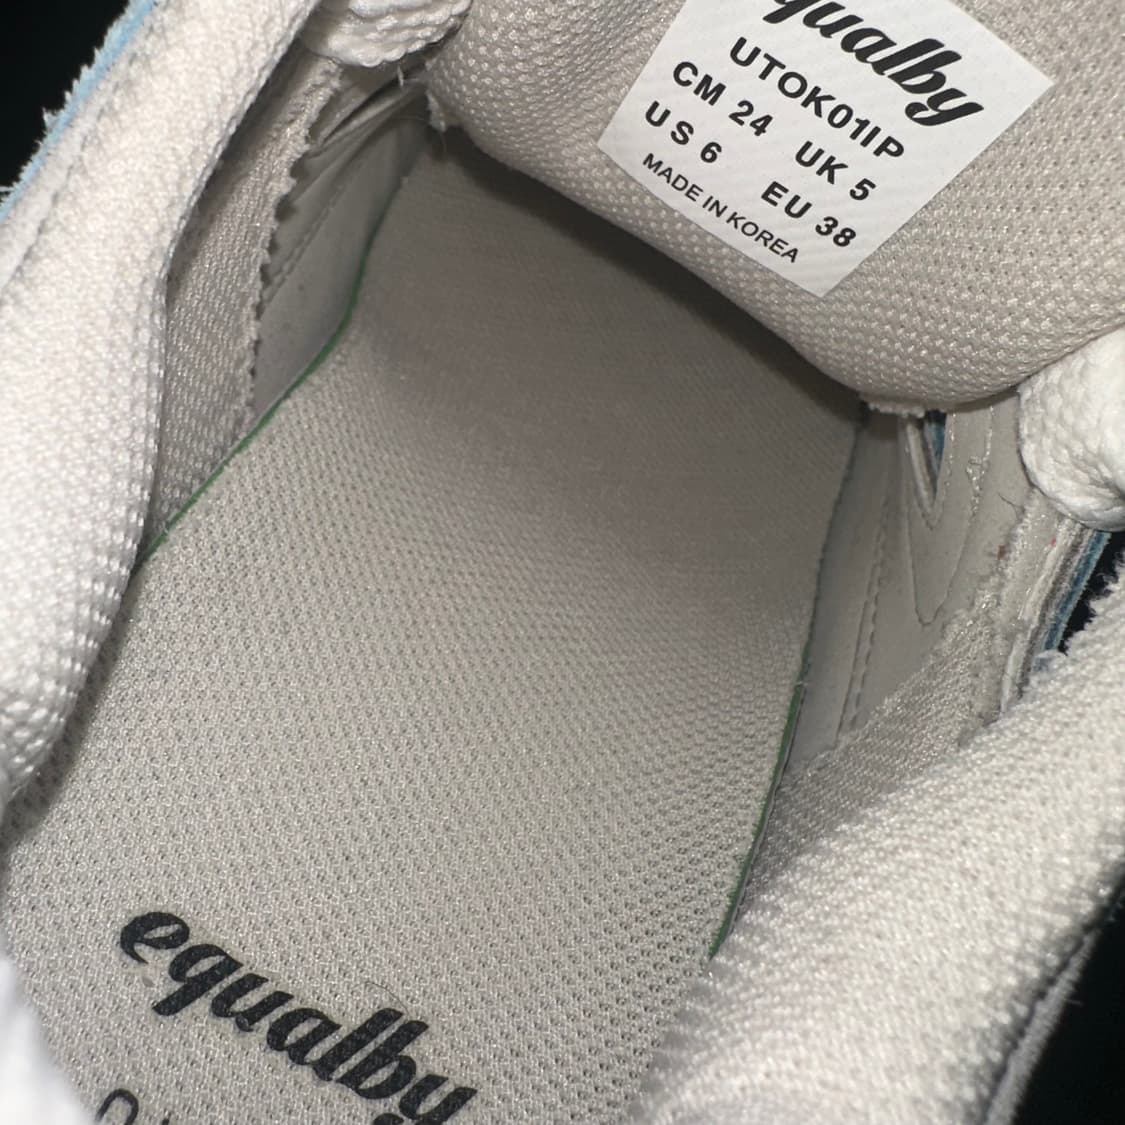 equalby
UTOK01IP
CM 24 UK 5
US 6 EU 38
MADE IN KOREA
equalby